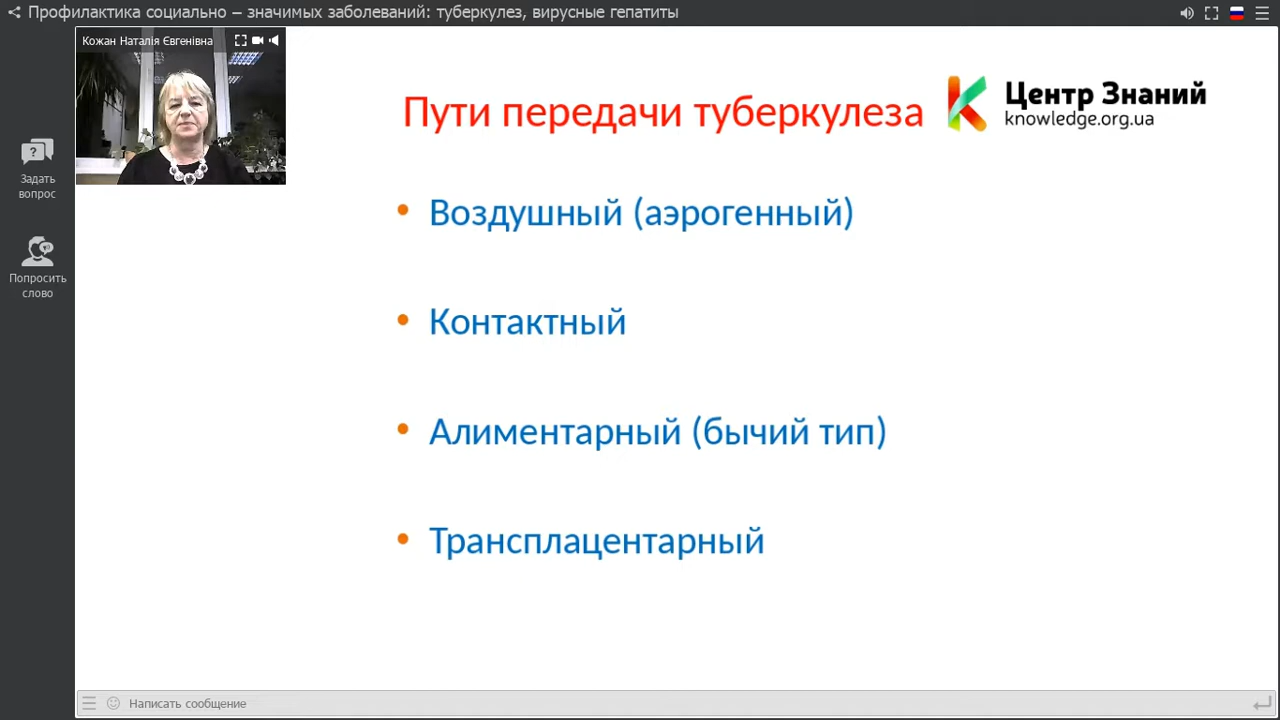 Профилактика социально – значимых заболеваний: туберкулез, вирусные гепатиты
Кожан Наталія Євгенівна
Задать
вопрос
Попросить
слово
Пути передачи туберкулеза
Центр Знаний
knowledge.org.ua
• Воздушный (аэрогенный)
• Контактный
• Алиментарный (бычий тип)
• Трансплацентарный
Написать сообщение